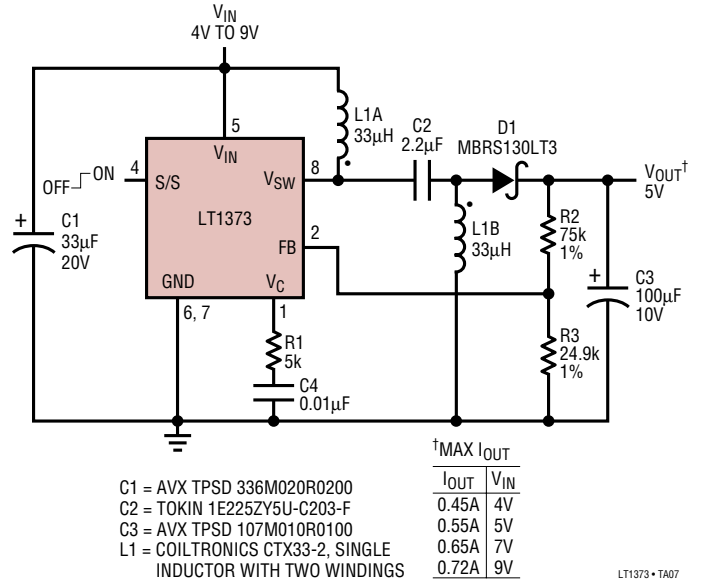 VIN
4V TO 9V
L1A
33µH
C2
2.2µF
D1
MBRS130LT3
VOUT†
5V
5
VIN
OFF ON
4
S/S
VSW
8
LT1373
FB
2
GND
VC
6, 7
1
+
C1
33µF
20V
L1B
33µH
R2
75k
1%
+
C3
100µF
10V
R3
24.9k
1%
R1
5k
C4
0.01µF
†MAX IOUT
IOUT VIN
0.45A 4V
0.55A 5V
0.65A 7V
0.72A 9V
C1 = AVX TPSD 336M020R0200
C2 = TOKIN 1E225ZY5U-C203-F
C3 = AVX TPSD 107M010R0100
L1 = COILTRONICS CTX33-2, SINGLE
INDUCTOR WITH TWO WINDINGS
LT1373 • TA07